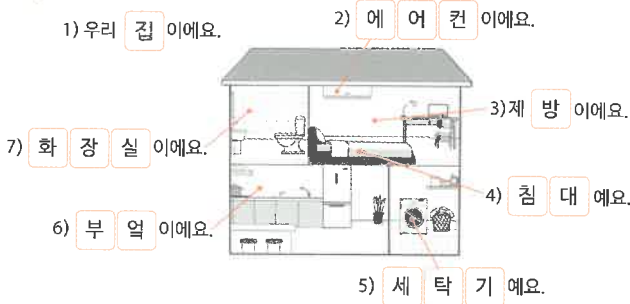 1) 우리 집 이에요.
2) 에 어 컨 이에요.
3) 제 방 이에요.
4) 침 대 예요.
5) 세 탁 기 예요.
6) 부 엌 이에요.
7) 화 장 실 이에요.